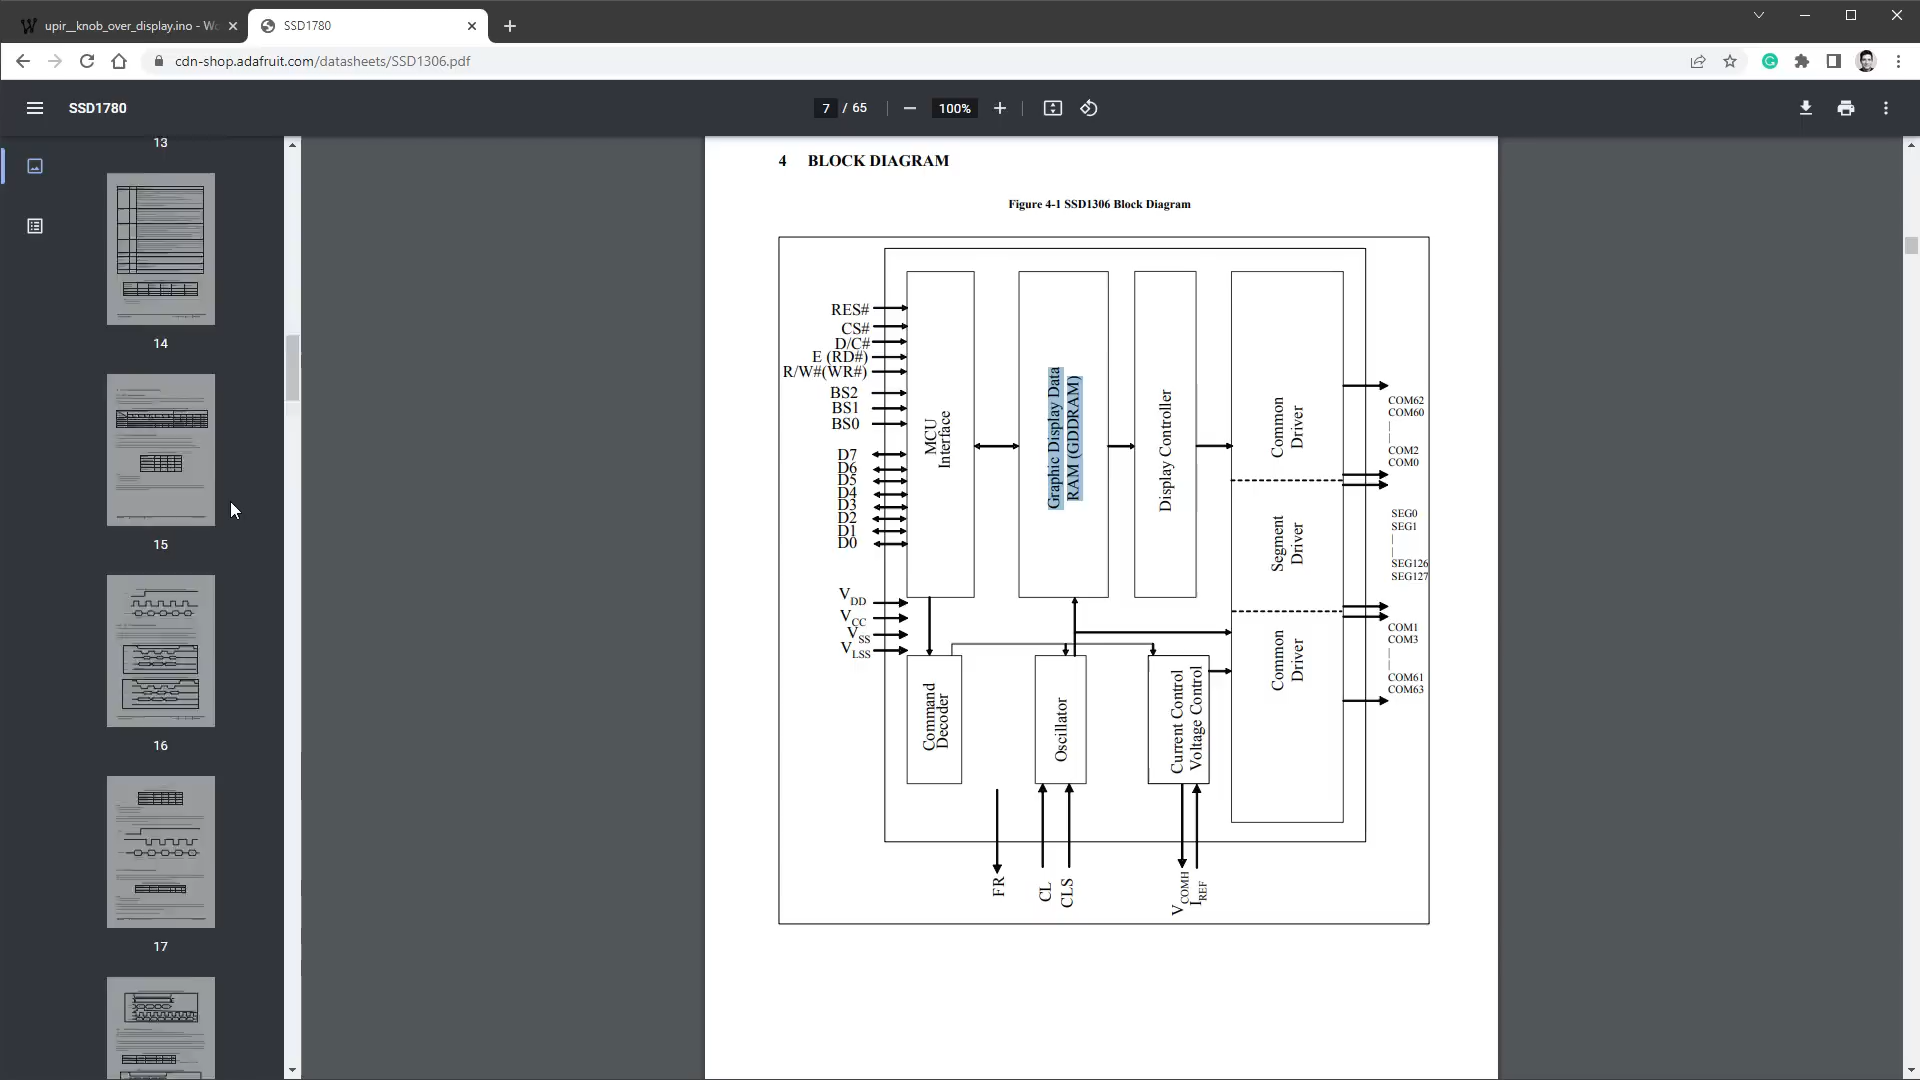 upir__knob_over_display.ino - Wo
SSD1780
cdn-shop.adafruit.com/datasheets/SSD1306.pdf
SSD1780
7 / 65
100%
13
14
15
16
17
4 BLOCK DIAGRAM
Figure 4-1 SSD1306 Block Diagram
RES#
CS#
D/C#
E (RD#)
R/W#(WR#)
BS2
BS1
BS0
D7
D6
D5
D4
D3
D2
D1
D0
VDD
VCC
VSS
VLSS
MCU
Interface
Graphic Display Data
RAM (GDDRAM)
Display Controller
Common
Driver
Segment
Driver
Common
Driver
COM62
COM60
COM2
COM0
SEG0
SEG1
SEG126
SEG127
COM1
COM3
COM61
COM63
Command
Decoder
Oscillator
Current Control
Voltage Control
FR
CL
CLS
VCOMH
IREF